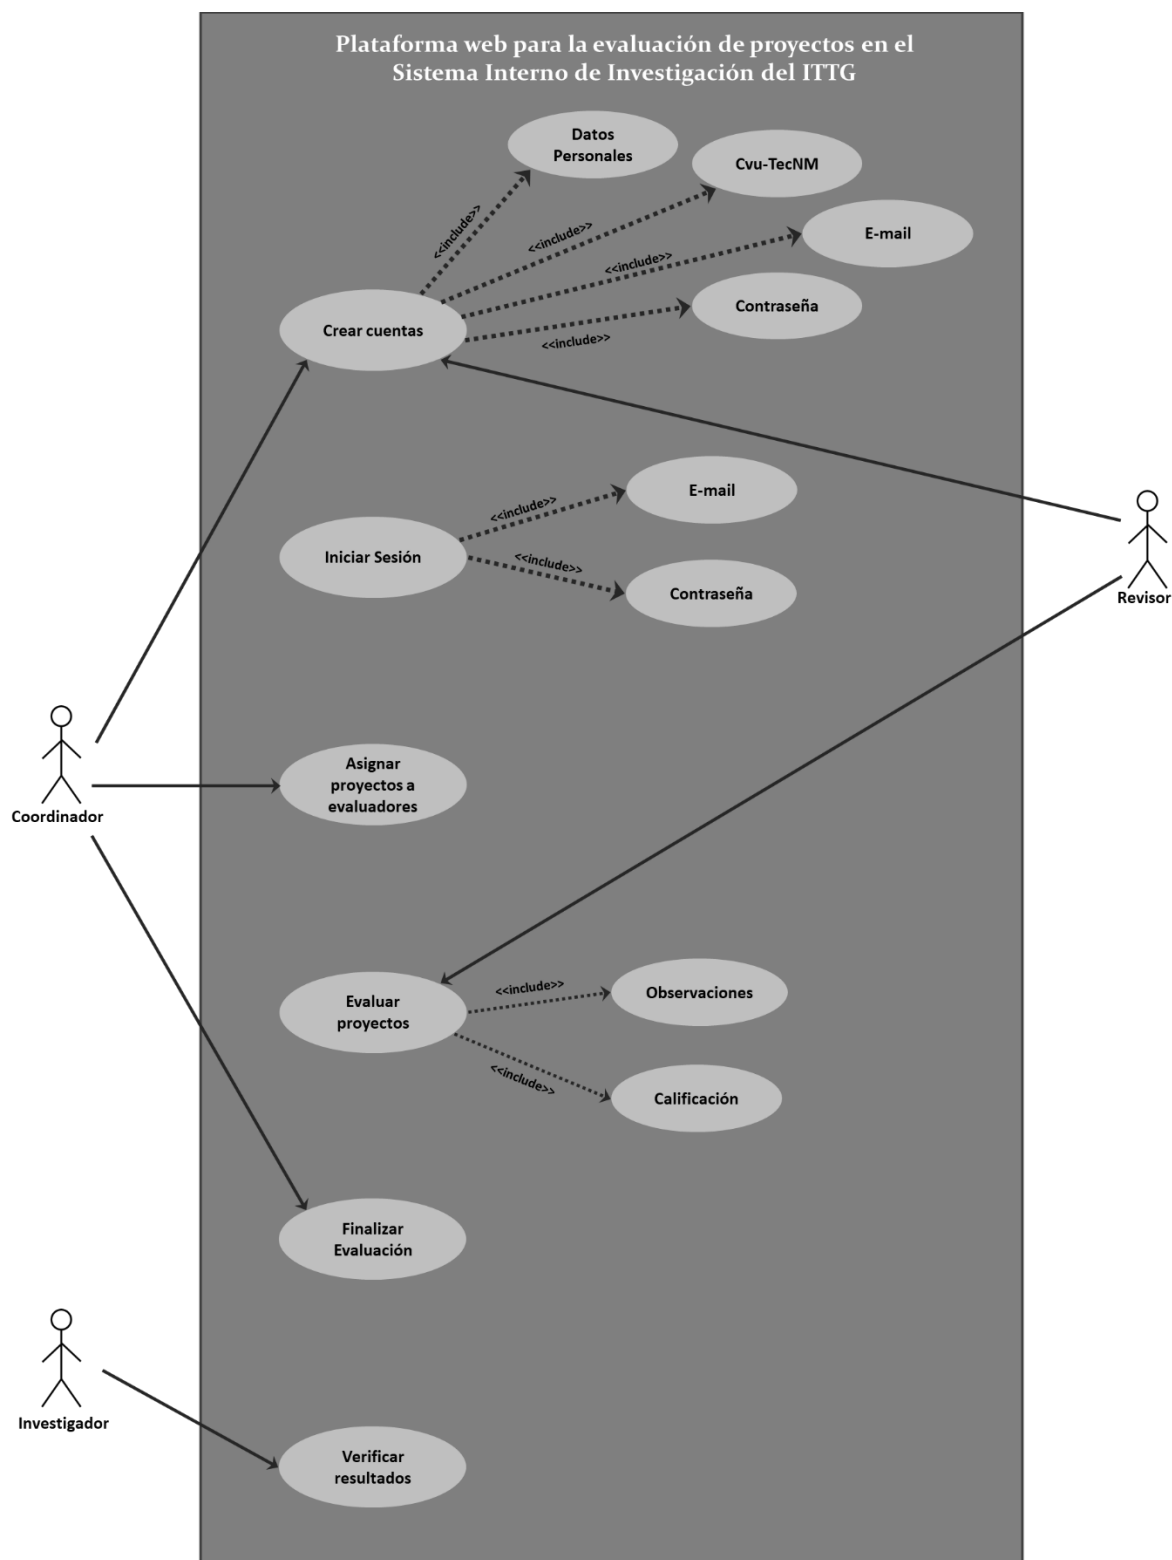 Plataforma web para la evaluación de proyectos en el
Sistema Interno de Investigación del ITTG
Datos
Personales
Cvu-TecNM
<<include>>
<<include>>
E-mail
<<include>>
Contraseña
Crear cuentas
<<include>>
E-mail
<<include>>
Iniciar Sesión
<<include>>
Contraseña
Revisor
Asignar
proyectos a
evaluadores
Coordinador
Evaluar
proyectos
<<include>>
Observaciones
<<include>>
Calificación
Finalizar
Evaluación
Investigador
Verificar
resultados